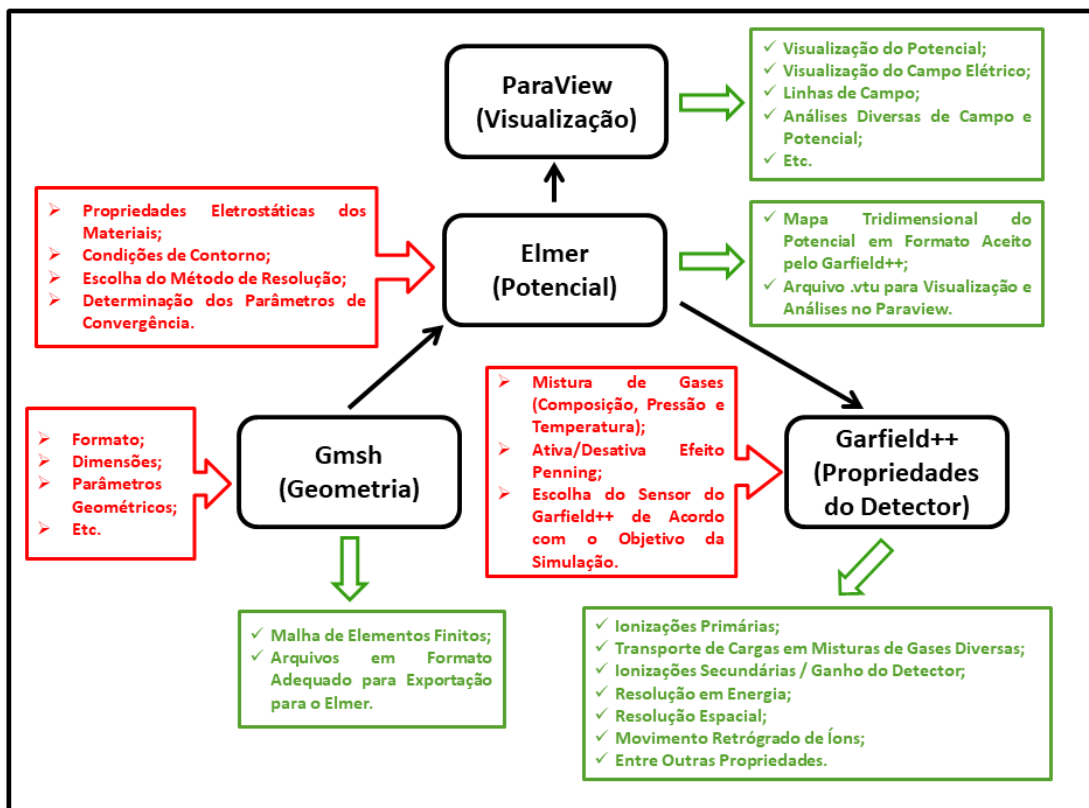 ParaView
(Visualização)
✓ Visualização do Potencial;
✓ Visualização do Campo Elétrico;
✓ Linhas de Campo;
✓ Análises Diversas de Campo e
Potencial;
✓ Etc.
➢ Propriedades Eletrostáticas dos
Materiais;
➢ Condições de Contorno;
➢ Escolha do Método de Resolução;
➢ Determinação dos Parâmetros de
Convergência.
Elmer
(Potencial)
✓ Mapa Tridimensional do
Potencial em Formato Aceito
pelo Garfield++;
✓ Arquivo .vtu para Visualização e
Análises no Paraview.
➢ Formato;
➢ Dimensões;
➢ Parâmetros
Geométricos;
➢ Etc.
Gmsh
(Geometria)
➢ Mistura de Gases
(Composição, Pressão e
Temperatura);
➢ Ativa/Desativa Efeito
Penning;
➢ Escolha do Sensor do
Garfield++ de Acordo
com o Objetivo da
Simulação.
Garfield++
(Propriedades
do Detector)
✓ Malha de Elementos Finitos;
✓ Arquivos em Formato
Adequado para Exportação
para o Elmer.
✓ Ionizações Primárias;
✓ Transporte de Cargas em Misturas de Gases Diversas;
✓ Ionizações Secundárias / Ganho do Detector;
✓ Resolução em Energia;
✓ Resolução Espacial;
✓ Movimento Retrógrado de Íons;
✓ Entre Outras Propriedades.